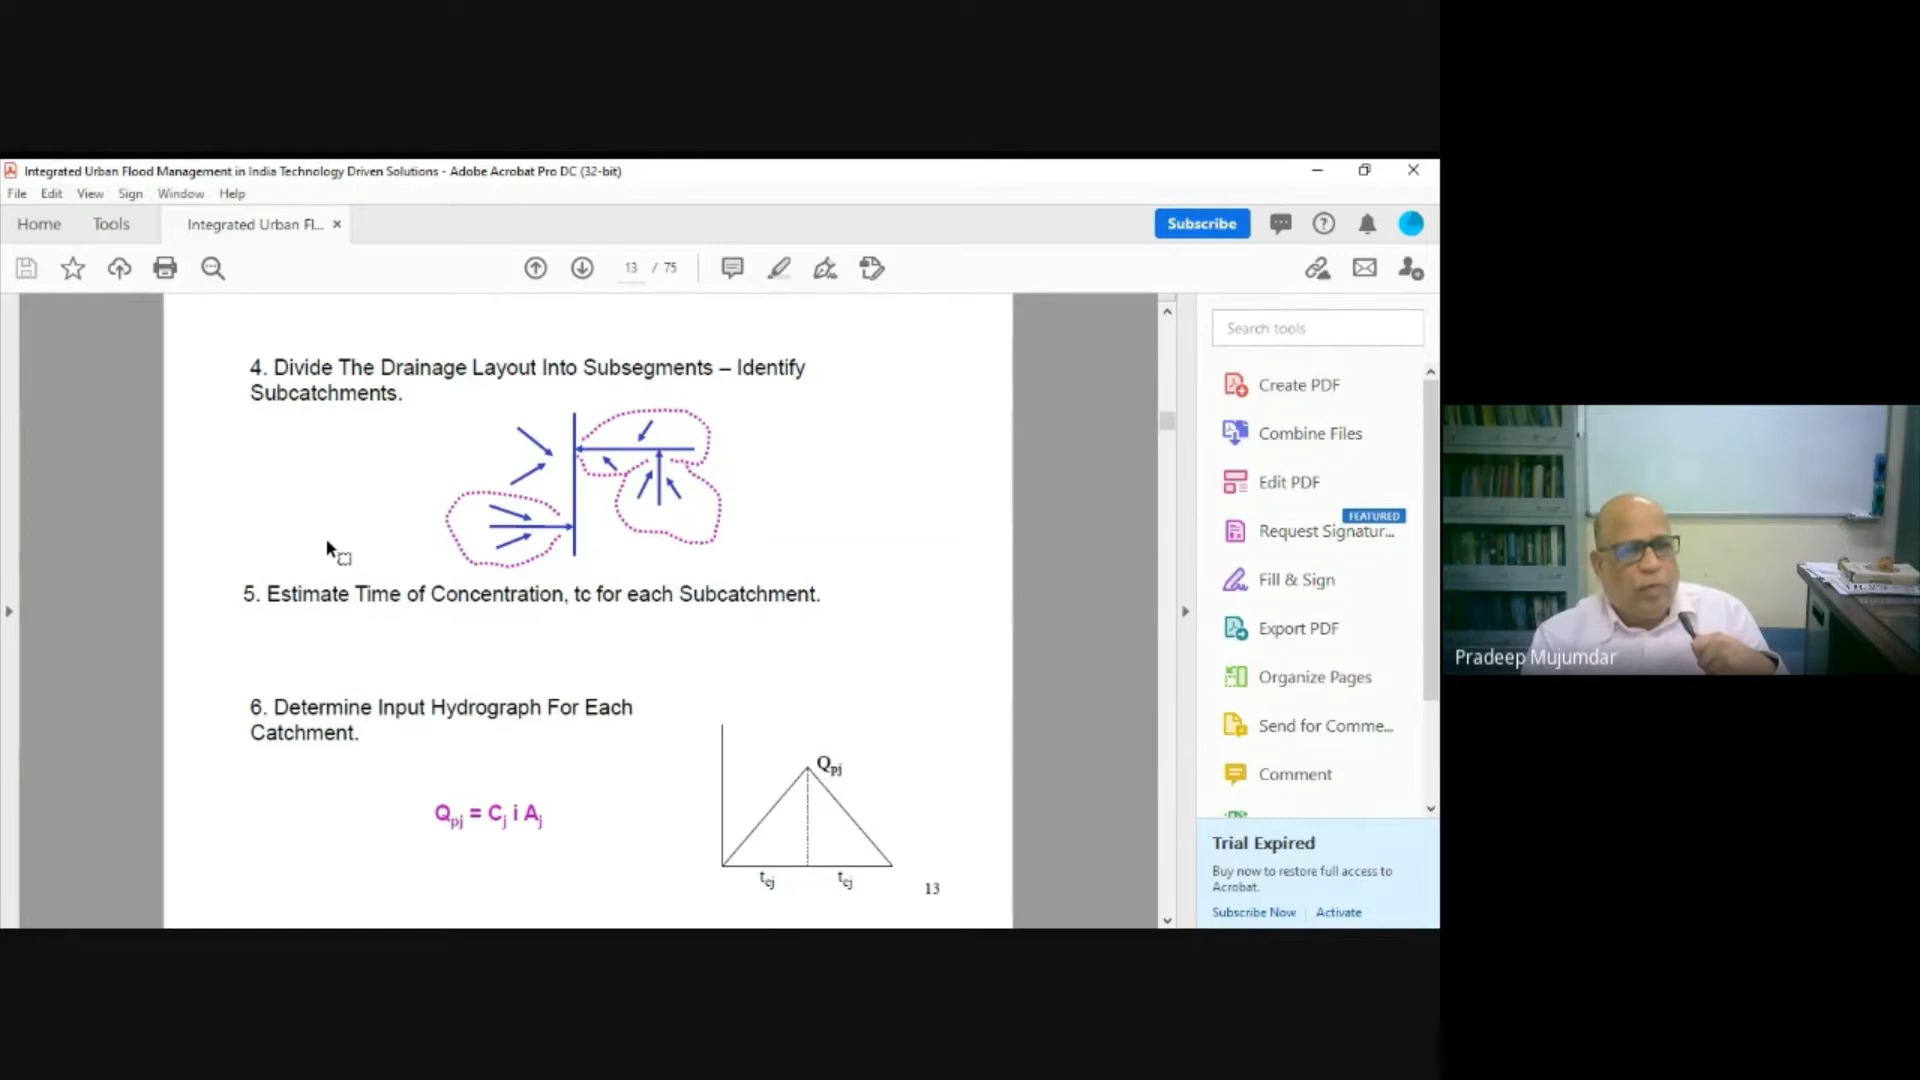 Integrated Urban Flood Management in India Technology Driven Solutions - Adobe Acrobat Pro DC (32-bit)
File Edit View Sign Window Help
Home Tools Integrated Urban Fl... ×
Subscribe
13 / 75
4. Divide The Drainage Layout Into Subsegments – Identify
Subcatchments.
5. Estimate Time of Concentration, tc for each Subcatchment.
6. Determine Input Hydrograph For Each
Catchment.
Qpj = Cj i Aj
Qpj
tcj tcj
13
Search tools
Create PDF
Combine Files
Edit PDF
FEATURED
Request Signatur...
Fill & Sign
Export PDF
Organize Pages
Send for Comme...
Comment
Trial Expired
Buy now to restore full access to
Acrobat.
Subscribe Now | Activate
Pradeep Mujumdar